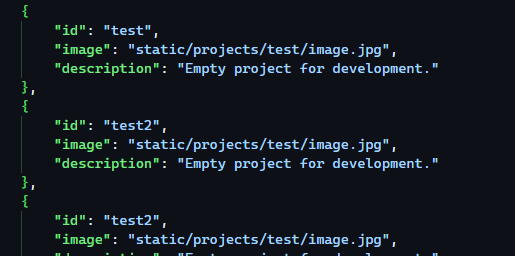 {
"id": "test",
"image": "static/projects/test/image.jpg",
"description": "Empty project for development."
},
{
"id": "test2",
"image": "static/projects/test/image.jpg",
"description": "Empty project for development."
},
{
"id": "test2",
"image": "static/projects/test/image.jpg",